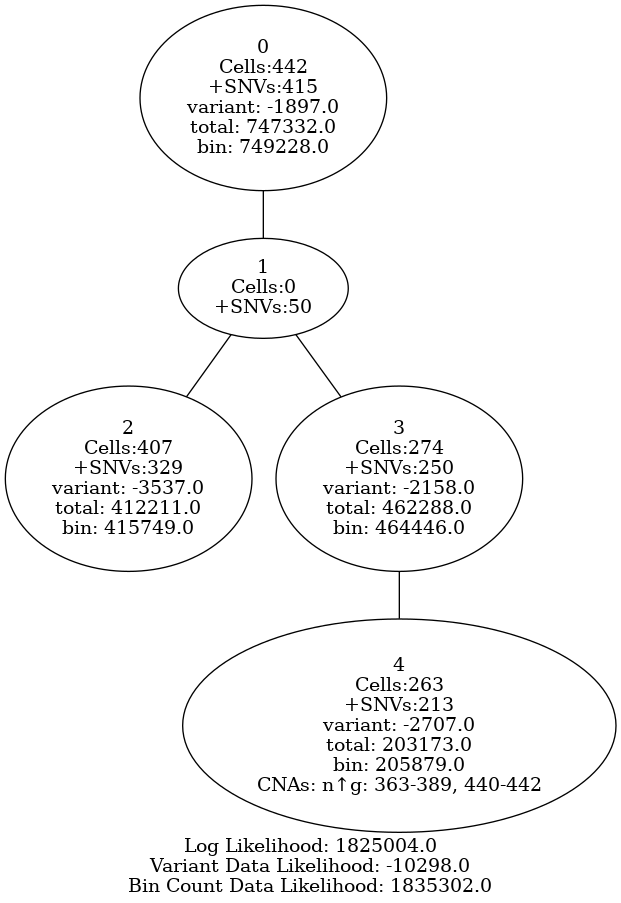 0
Cells:442
+SNVs:415
variant: -1897.0
total: 747332.0
bin: 749228.0
1
Cells:0
+SNVs:50
2
Cells:407
+SNVs:329
variant: -3537.0
total: 412211.0
bin: 415749.0
3
Cells:274
+SNVs:250
variant: -2158.0
total: 462288.0
bin: 464446.0
4
Cells:263
+SNVs:213
variant: -2707.0
total: 203173.0
bin: 205879.0
CNAs: n↑g: 363-389, 440-442
Log Likelihood: 1825004.0
Variant Data Likelihood: -10298.0
Bin Count Data Likelihood: 1835302.0